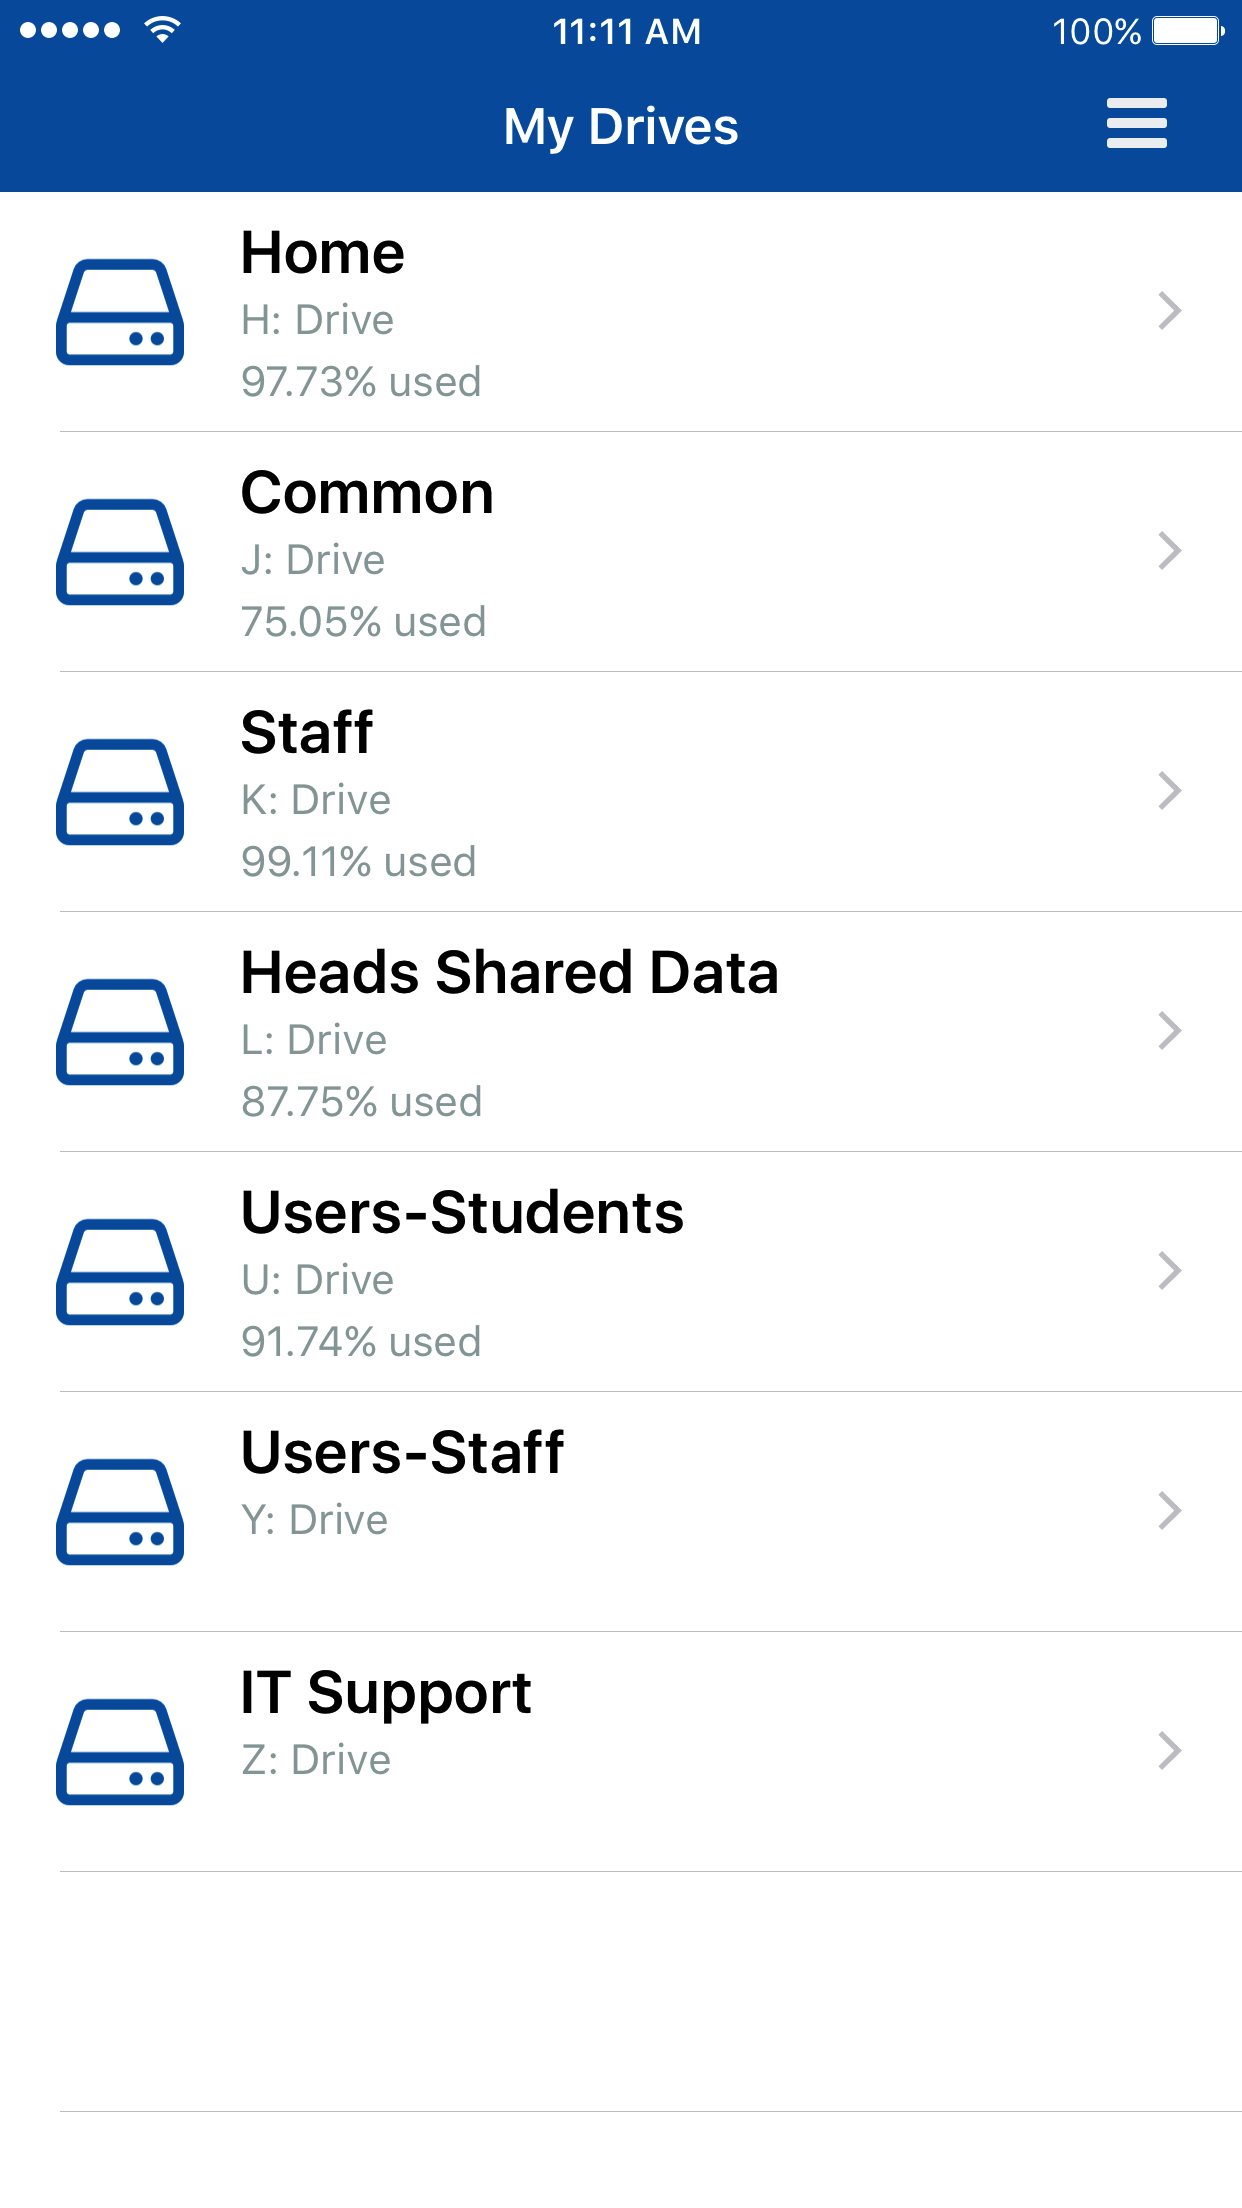 11:11 AM 100%
My Drives
Home
H: Drive
97.73% used
Common
J: Drive
75.05% used
Staff
K: Drive
99.11% used
Heads Shared Data
L: Drive
87.75% used
Users-Students
U: Drive
91.74% used
Users-Staff
Y: Drive
IT Support
Z: Drive